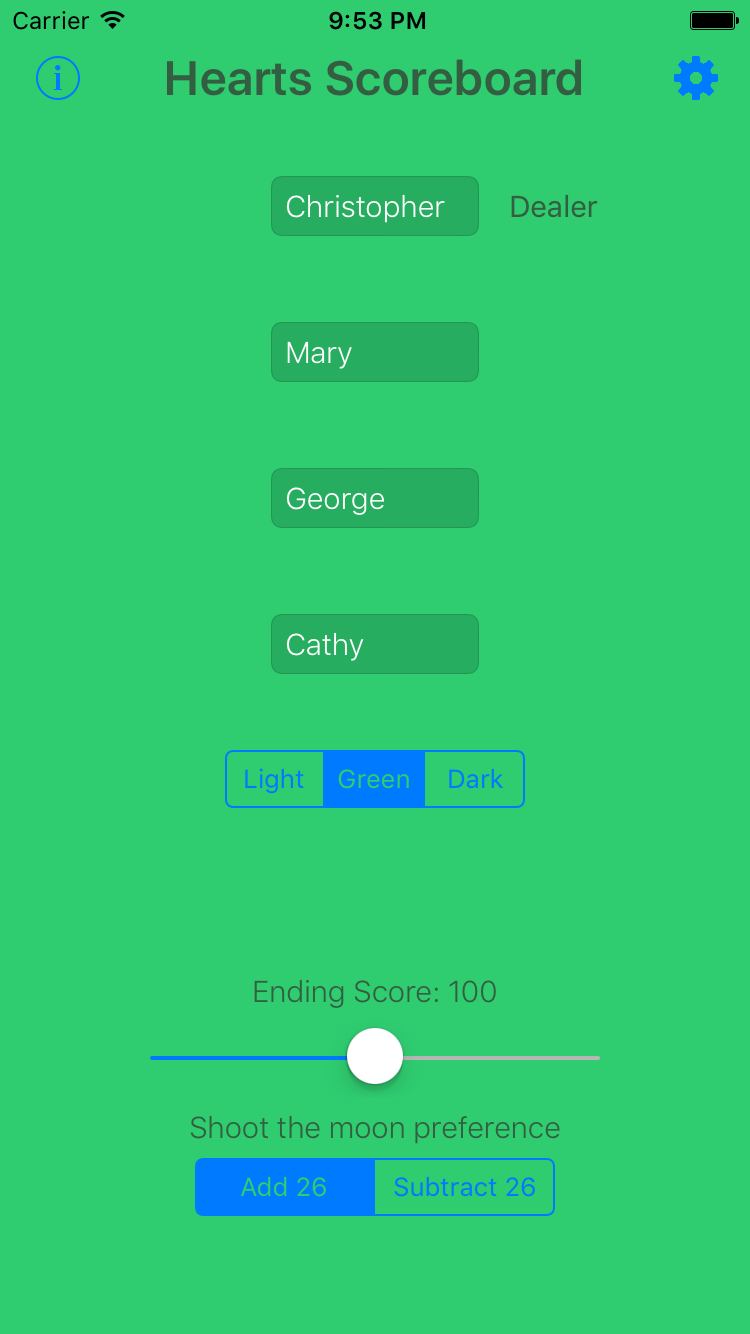 Carrier 9:53 PM
i Hearts Scoreboard
Christopher Dealer
Mary
George
Cathy
Light Green Dark
Ending Score: 100
Shoot the moon preference
Add 26 Subtract 26